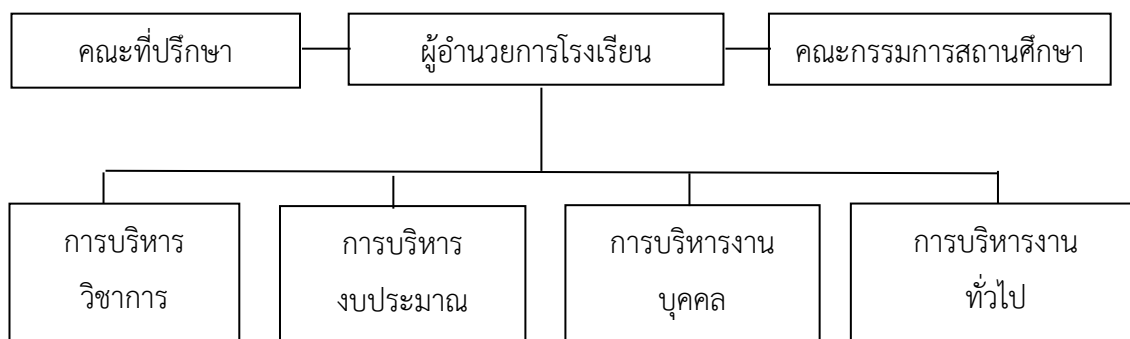 คณะที่ปรึกษา
ผู้อำนวยการโรงเรียน
คณะกรรมการสถานศึกษา
การบริหาร
วิชาการ
การบริหาร
งบประมาณ
การบริหารงาน
บุคคล
การบริหารงาน
ทั่วไป